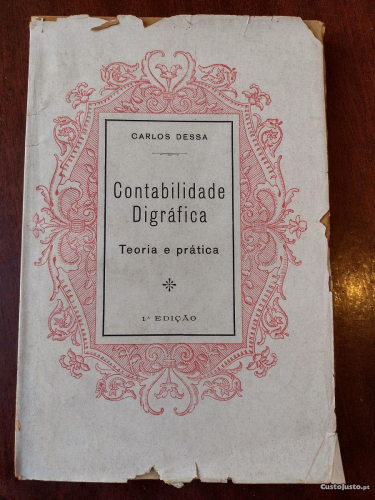 CARLOS DESSA
Contabilidade
Digráfica
Teoria e prática
1ª EDIÇÃO
CustoJusto.pt